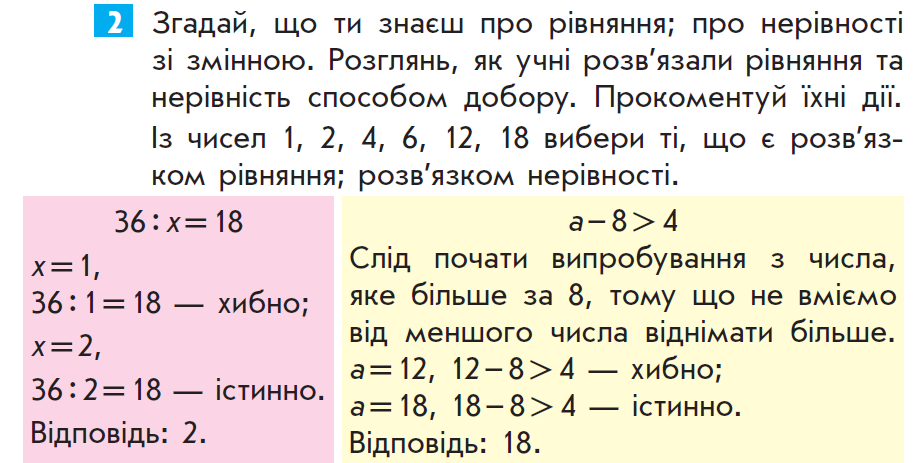 2 Згадай, що ти знаєш про рівняння; про нерівності
зі змінною. Розглянь, як учні розв'язали рівняння та
нерівність способом добору. Прокоментуй їхні дії.
Із чисел 1, 2, 4, 6, 12, 18 вибери ті, що є розв'яз-
ком рівняння; розв'язком нерівності.
36 : x = 18
x = 1,
36 : 1 = 18 — хибно;
x = 2,
36 : 2 = 18 — істинно.
Відповідь: 2.
a − 8 > 4
Слід почати випробування з числа,
яке більше за 8, тому що не вміємо
від меншого числа віднімати більше.
a = 12, 12 − 8 > 4 — хибно;
a = 18, 18 − 8 > 4 — істинно.
Відповідь: 18.